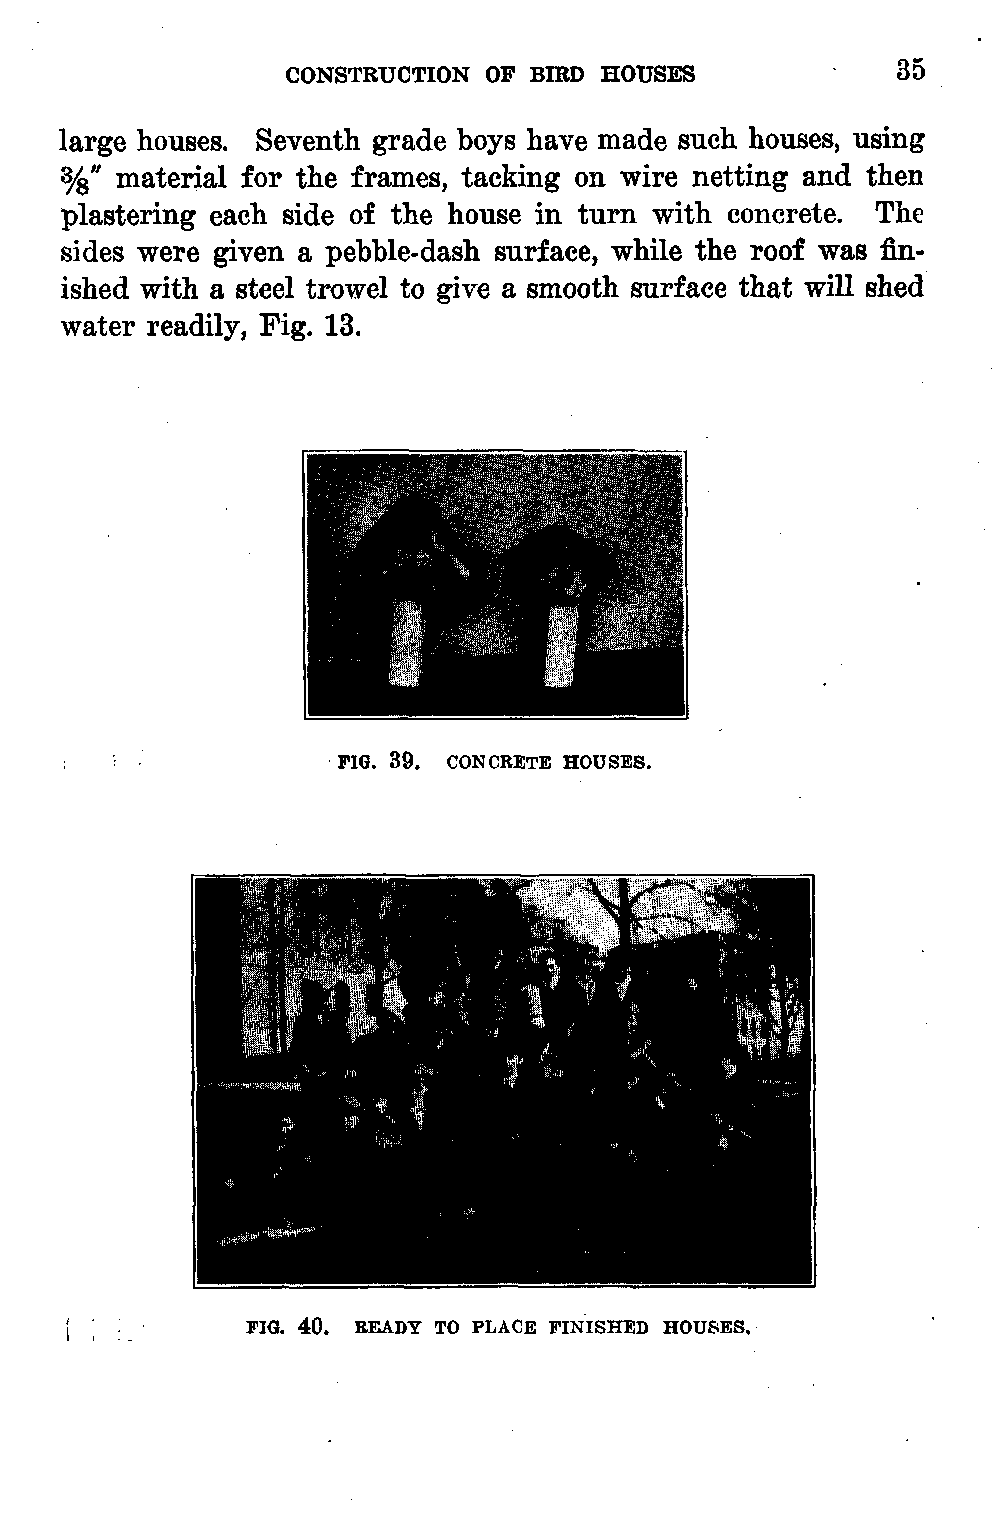 CONSTRUCTION OF BIRD HOUSES 35
large houses. Seventh grade boys have made such houses, using
⅜" material for the frames, tacking on wire netting and then
plastering each side of the house in turn with concrete. The
sides were given a pebble-dash surface, while the roof was fin-
ished with a steel trowel to give a smooth surface that will shed
water readily, Fig. 13.
FIG. 39. CONCRETE HOUSES.
FIG. 40. READY TO PLACE FINISHED HOUSES.